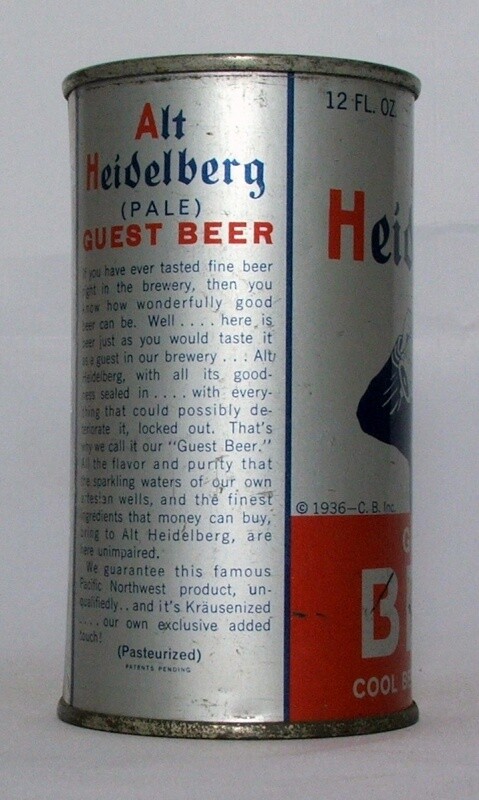 Alt
Heidelberg
(PALE)
GUEST BEER
If you have ever tasted fine beer
right in the brewery, then you
know how wonderfully good
beer can be. Well .... here is
beer just as you would taste it
as a guest in our brewery ... Alt
Heidelberg, with all its good-
ness sealed in .... with every-
thing that could possibly de-
teriorate it, locked out. That's
why we call it our "Guest Beer."
All the flavor and purity that
the sparkling waters of our own
artesian wells, and the finest
ingredients that money can buy,
bring to Alt Heidelberg, are
here unimpaired.
We guarantee this famous
Pacific Northwest product, un-
qualifiedly.. and it's Kräusenized
.... our own exclusive added
touch!
(Pasteurized)
PATENTS PENDING
12 FL. OZ.
Heid
© 1936—C. B. Inc.
G
BE
COOL B